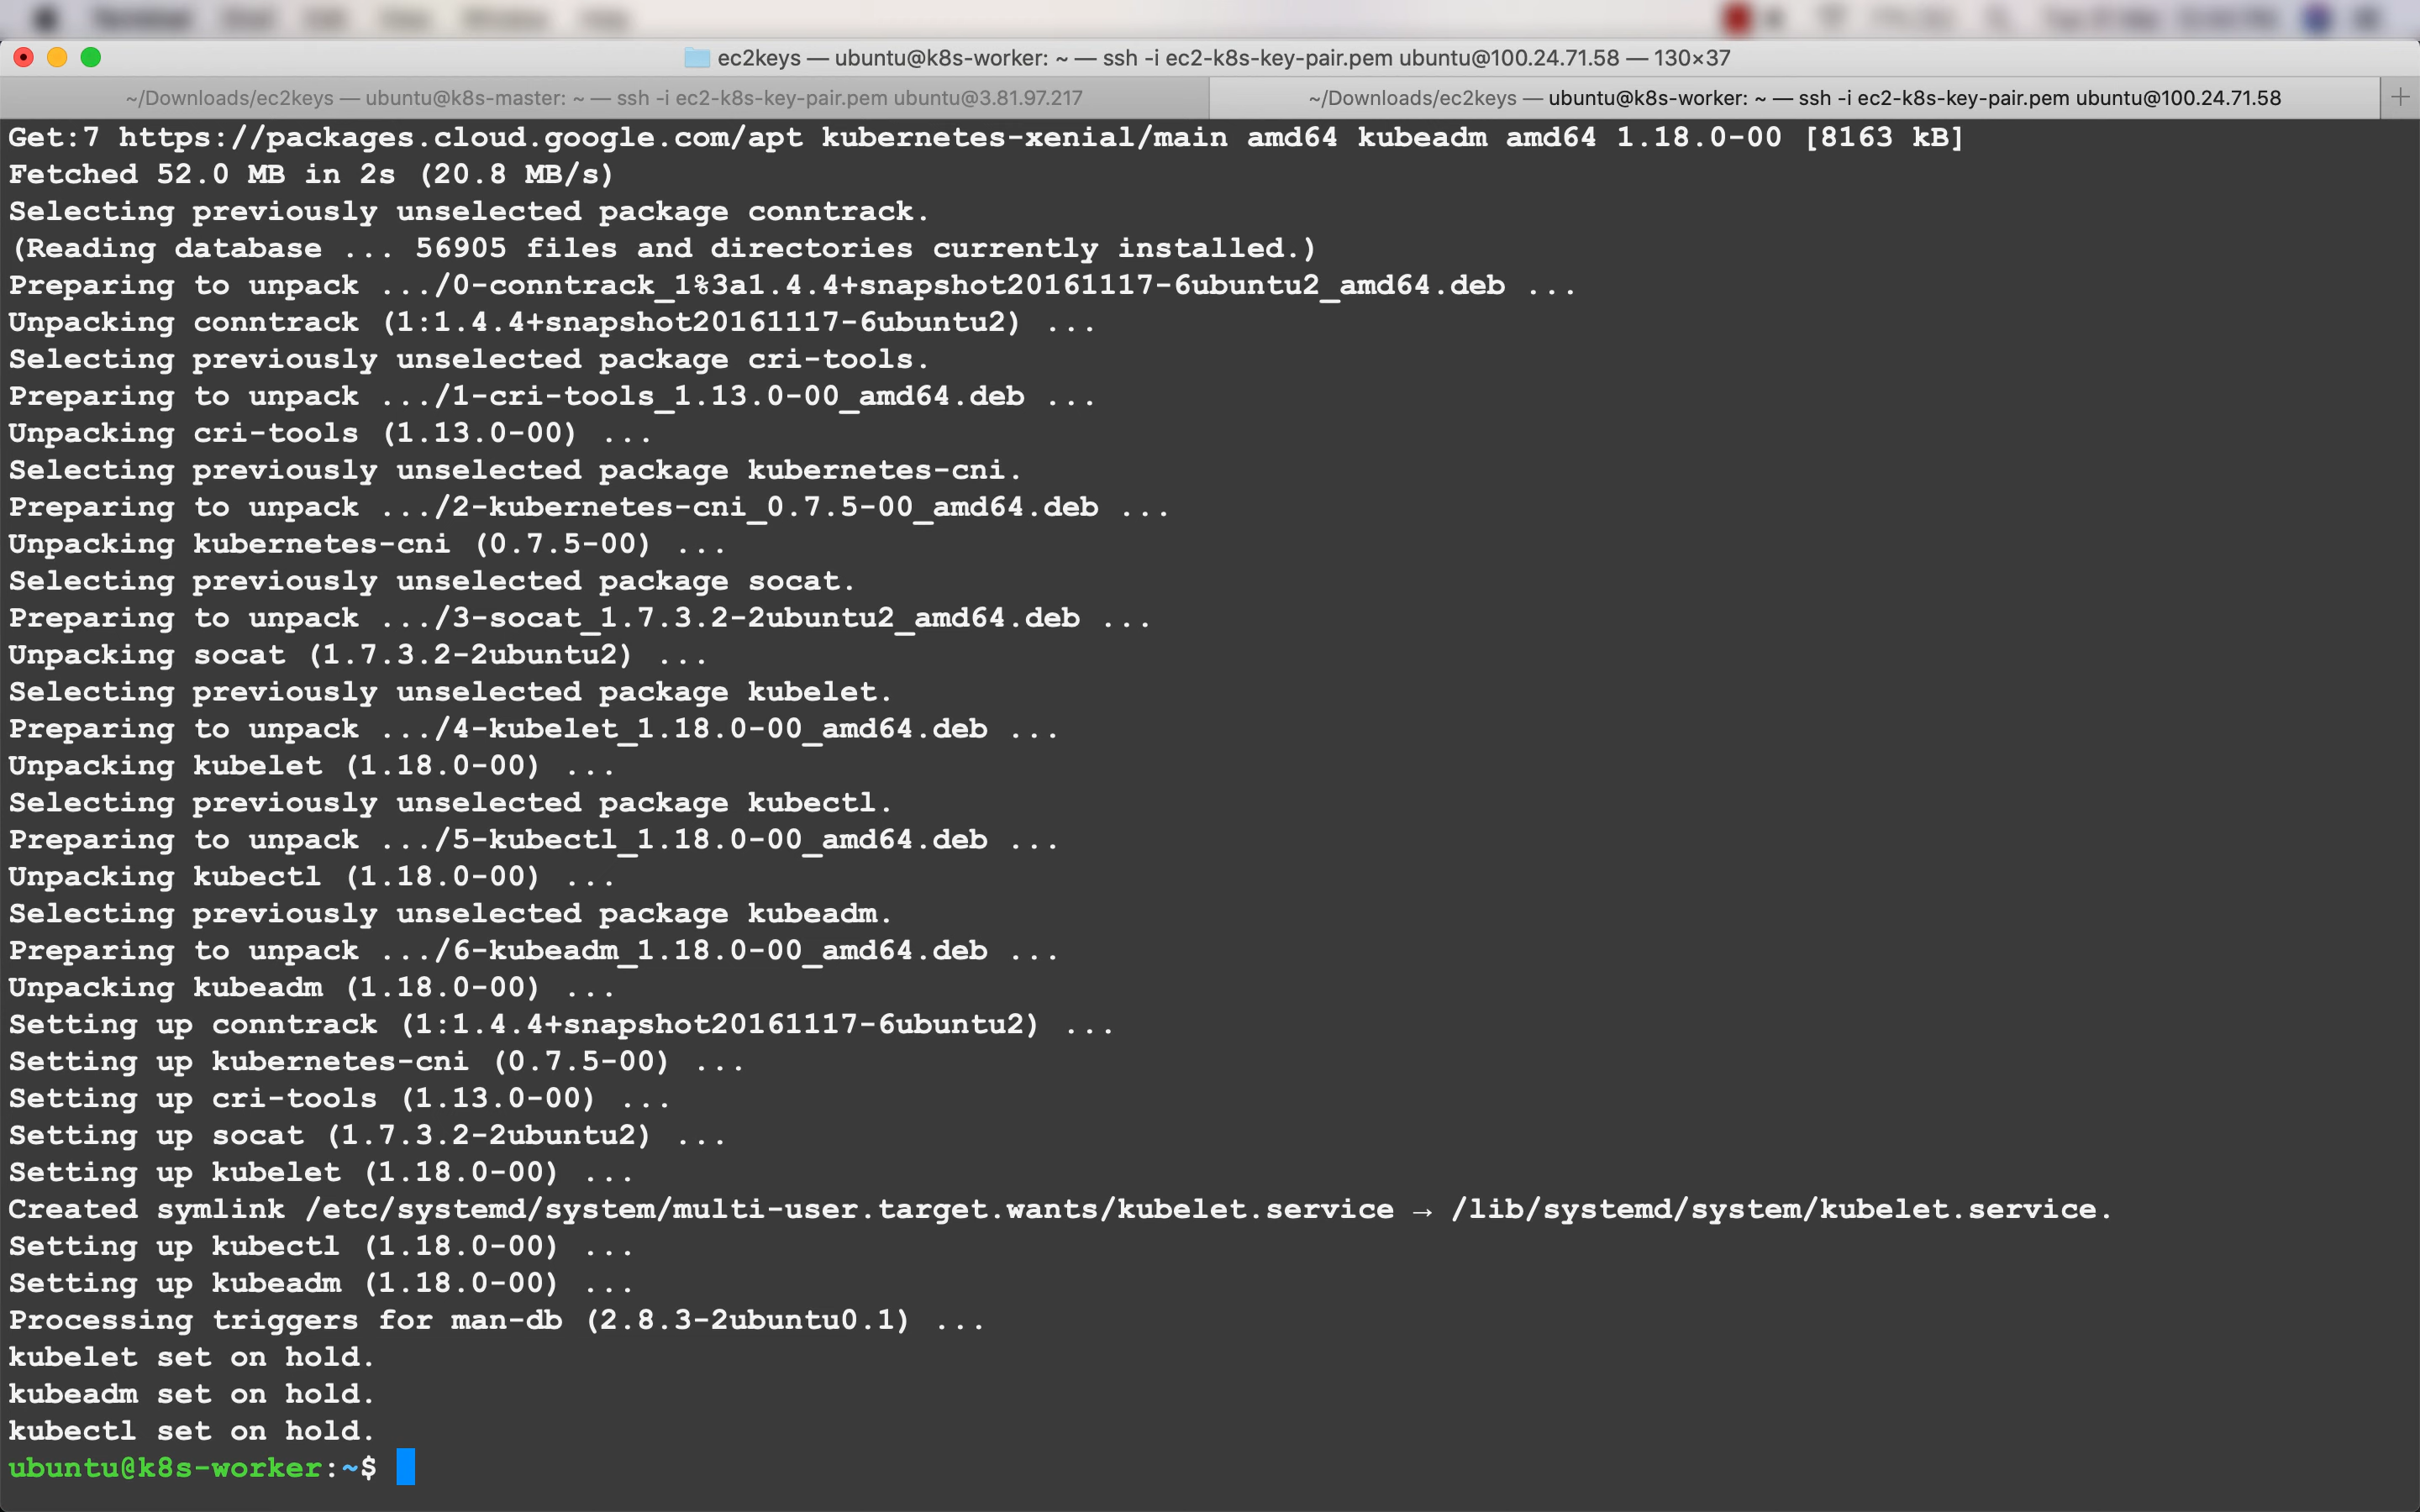 ec2keys — ubuntu@k8s-worker: ~ — ssh -i ec2-k8s-key-pair.pem ubuntu@100.24.71.58 — 130×37
~/Downloads/ec2keys — ubuntu@k8s-master: ~ — ssh -i ec2-k8s-key-pair.pem ubuntu@3.81.97.217
~/Downloads/ec2keys — ubuntu@k8s-worker: ~ — ssh -i ec2-k8s-key-pair.pem ubuntu@100.24.71.58
Get:7 https://packages.cloud.google.com/apt kubernetes-xenial/main amd64 kubeadm amd64 1.18.0-00 [8163 kB]
Fetched 52.0 MB in 2s (20.8 MB/s)
Selecting previously unselected package conntrack.
(Reading database ... 56905 files and directories currently installed.)
Preparing to unpack .../0-conntrack_1%3a1.4.4+snapshot20161117-6ubuntu2_amd64.deb ...
Unpacking conntrack (1:1.4.4+snapshot20161117-6ubuntu2) ...
Selecting previously unselected package cri-tools.
Preparing to unpack .../1-cri-tools_1.13.0-00_amd64.deb ...
Unpacking cri-tools (1.13.0-00) ...
Selecting previously unselected package kubernetes-cni.
Preparing to unpack .../2-kubernetes-cni_0.7.5-00_amd64.deb ...
Unpacking kubernetes-cni (0.7.5-00) ...
Selecting previously unselected package socat.
Preparing to unpack .../3-socat_1.7.3.2-2ubuntu2_amd64.deb ...
Unpacking socat (1.7.3.2-2ubuntu2) ...
Selecting previously unselected package kubelet.
Preparing to unpack .../4-kubelet_1.18.0-00_amd64.deb ...
Unpacking kubelet (1.18.0-00) ...
Selecting previously unselected package kubectl.
Preparing to unpack .../5-kubectl_1.18.0-00_amd64.deb ...
Unpacking kubectl (1.18.0-00) ...
Selecting previously unselected package kubeadm.
Preparing to unpack .../6-kubeadm_1.18.0-00_amd64.deb ...
Unpacking kubeadm (1.18.0-00) ...
Setting up conntrack (1:1.4.4+snapshot20161117-6ubuntu2) ...
Setting up kubernetes-cni (0.7.5-00) ...
Setting up cri-tools (1.13.0-00) ...
Setting up socat (1.7.3.2-2ubuntu2) ...
Setting up kubelet (1.18.0-00) ...
Created symlink /etc/systemd/system/multi-user.target.wants/kubelet.service → /lib/systemd/system/kubelet.service.
Setting up kubectl (1.18.0-00) ...
Setting up kubeadm (1.18.0-00) ...
Processing triggers for man-db (2.8.3-2ubuntu0.1) ...
kubelet set on hold.
kubeadm set on hold.
kubectl set on hold.
ubuntu@k8s-worker:~$